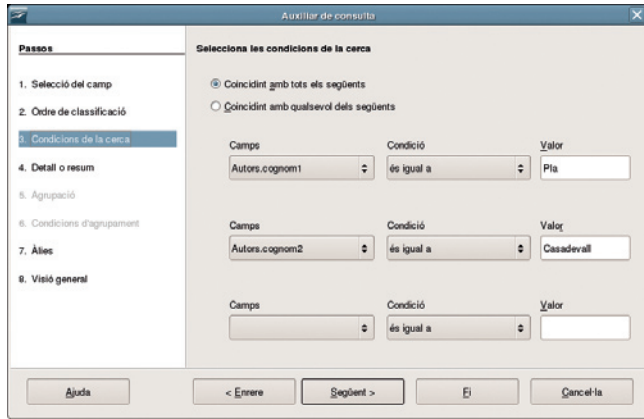 Auxiliar de consulta
Passos
1. Selecció del camp
2. Ordre de classificació
3. Condicions de la cerca
4. Detall o resum
5. Agrupació
6. Condicions d'agrupament
7. Àlies
8. Visió general
Selecciona les condicions de la cerca
Coincidint amb tots els següents
Coincidint amb qualsevol dels següents
Camps Condició Valor
Autors.cognom1 és igual a Pla
Camps Condició Valor
Autors.cognom2 és igual a Casadevall
Camps Condició Valor
és igual a
Ajuda < Enrere Següent > Fi Cancel·la